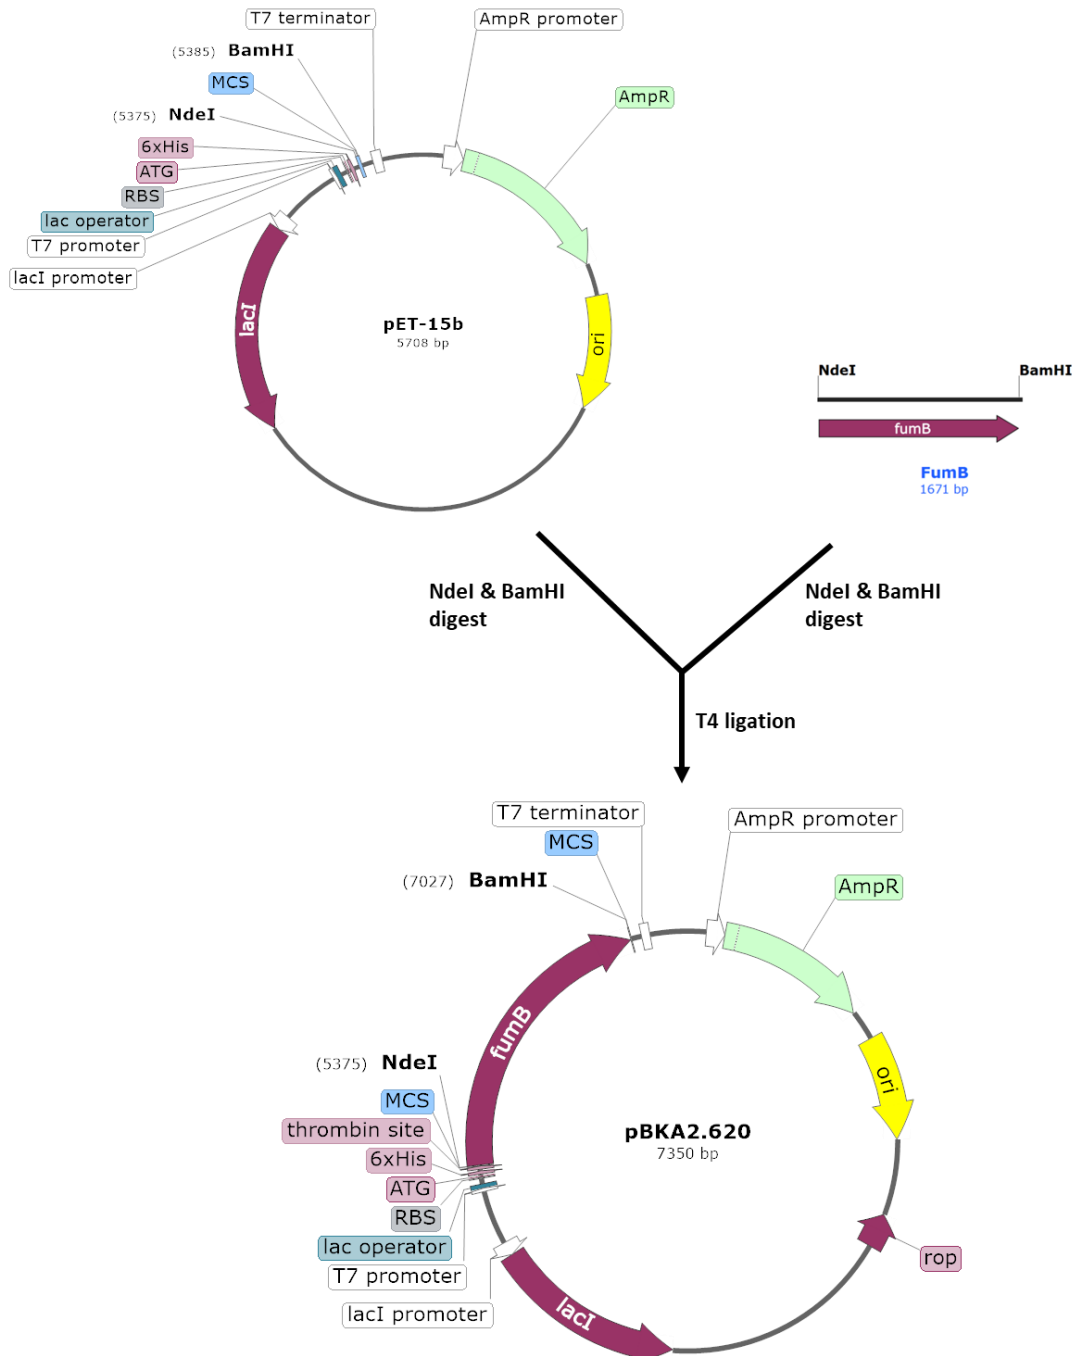 T7 terminator
AmpR promoter
(5385) BamHI
MCS
AmpR
(5375) NdeI
6xHis
ATG
RBS
lac operator
T7 promoter
lacI promoter
lacI
pET-15b
5708 bp
ori
NdeI
BamHI
fumB
FumB
1671 bp
NdeI & BamHI
digest
NdeI & BamHI
digest
T4 ligation
T7 terminator
AmpR promoter
MCS
(7027) BamHI
AmpR
fumB
(5375) NdeI
ori
MCS
thrombin site
pBKA2.620
7350 bp
6xHis
ATG
RBS
lac operator
rop
T7 promoter
lacI promoter
lacI